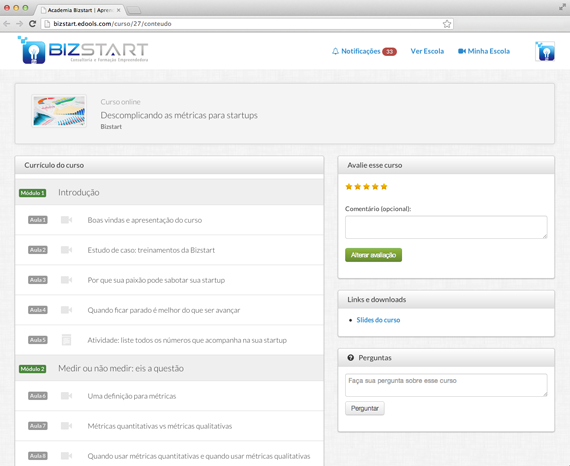 Academia Bizstart | Apren
bizstart.edools.com/curso/27/conteudo
BIZSTART
Consultoria e Formação Empreendedora
Notificações 33
Ver Escola
Minha Escola
Curso online
Descomplicando as métricas para startups
Bizstart
Currículo do curso
Módulo 1 Introdução
Aula 1 Boas vindas e apresentação do curso
Aula 2 Estudo de caso: treinamentos da Bizstart
Aula 3 Por que sua paixão pode sabotar sua startup
Aula 4 Quando ficar parado é melhor do que ser avançar
Aula 5 Atividade: liste todos os números que acompanha na sua startup
Módulo 2 Medir ou não medir: eis a questão
Aula 6 Uma definição para métricas
Aula 7 Métricas quantitativas vs métricas qualitativas
Aula 8 Quando usar métricas quantitativas e quando usar métricas qualitativas
Avalie esse curso
Comentário (opcional):
Alterar avaliação
Links e downloads
Slides do curso
Perguntas
Faça sua pergunta sobre esse curso
Perguntar